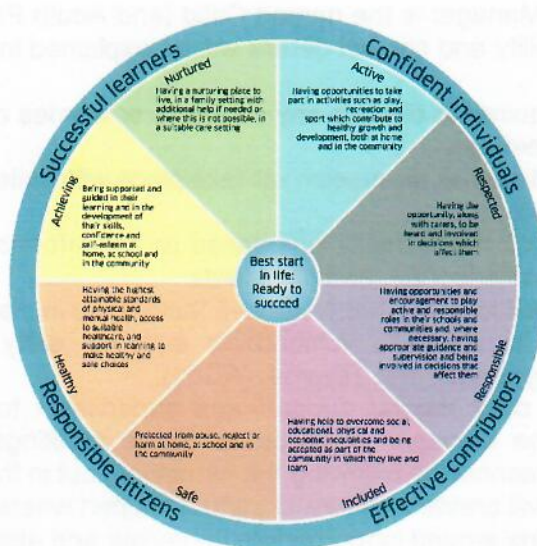 Successful learners
Confident individuals
Nurtured
Having a nurturing place to
live, in a family setting with
additional help if needed or
where this is not possible, in
a suitable care setting
Active
Having opportunities to take
part in activities such as play,
recreation and
sport which contribute to
healthy growth and
development, both at home
and in the community
Achieving
Being supported and
guided in their
learning and in the
development of
their skills,
confidence and
self-esteem at
home, at school and
in the community
Respected
Having the
opportunity, along
with carers, to be
heard and involved
in decisions which
affect them
Best start
in life:
Ready to
succeed
Having the highest
attainable standards
of physical and
mental health, access
to suitable
healthcare, and
support in learning to
make healthy and
safe choices
Healthy
Having opportunities and
encouragement to play
active and responsible
roles in their schools and
communities and, where
necessary, having
appropriate guidance and
supervision and being
involved in decisions that
affect them
Responsible
Protected from abuse, neglect or
harm at home, at school and in
the community
Safe
Having help to overcome social,
educational, physical and
economic inequalities and being
accepted as part of the
community in which they live and
learn
Included
Responsible citizens
Effective contributors